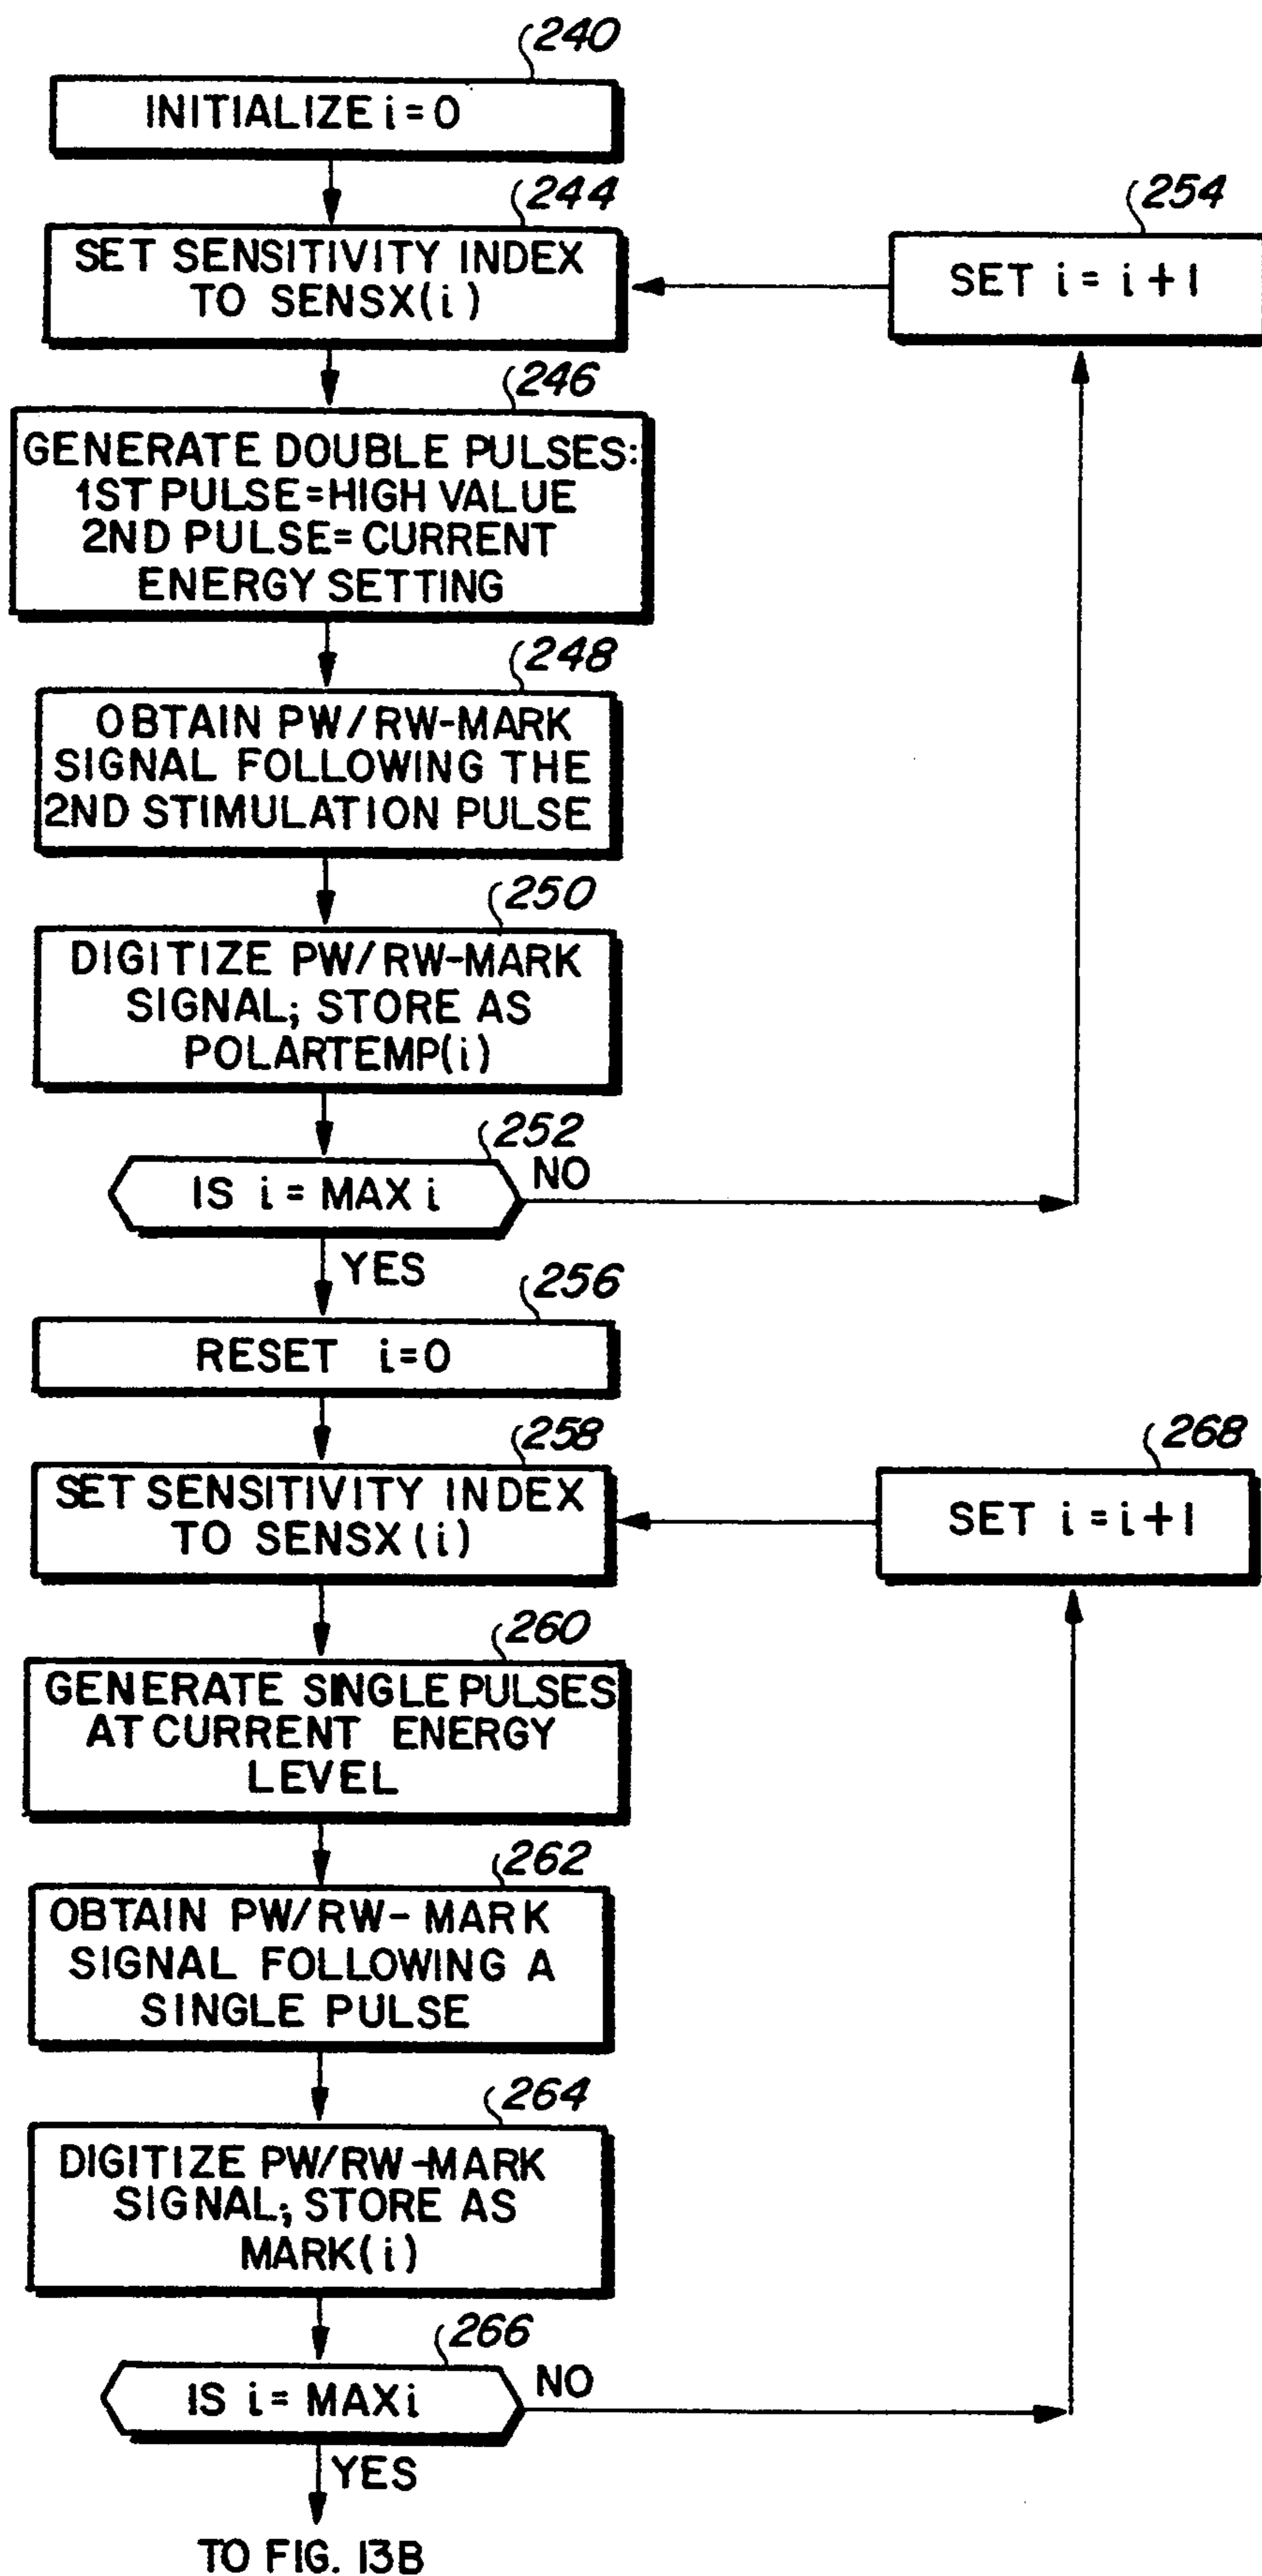 240
INITIALIZE i=0
244
SET SENSITIVITY INDEX
TO SENSX(i)
254
SET i=i+1
246
GENERATE DOUBLE PULSES:
1ST PULSE=HIGH VALUE
2ND PULSE=CURRENT
ENERGY SETTING
248
OBTAIN PW/RW-MARK
SIGNAL FOLLOWING THE
2ND STIMULATION PULSE
250
DIGITIZE PW/RW-MARK
SIGNAL; STORE AS
POLARTEMP(i)
252
IS i=MAX i
NO
YES
256
RESET i=0
258
SET SENSITIVITY INDEX
TO SENSX(i)
268
SET i=i+1
260
GENERATE SINGLE PULSES
AT CURRENT ENERGY
LEVEL
262
OBTAIN PW/RW-MARK
SIGNAL FOLLOWING A
SINGLE PULSE
264
DIGITIZE PW/RW-MARK
SIGNAL; STORE AS
MARK(i)
266
IS i=MAX i
NO
YES
TO FIG. 13B